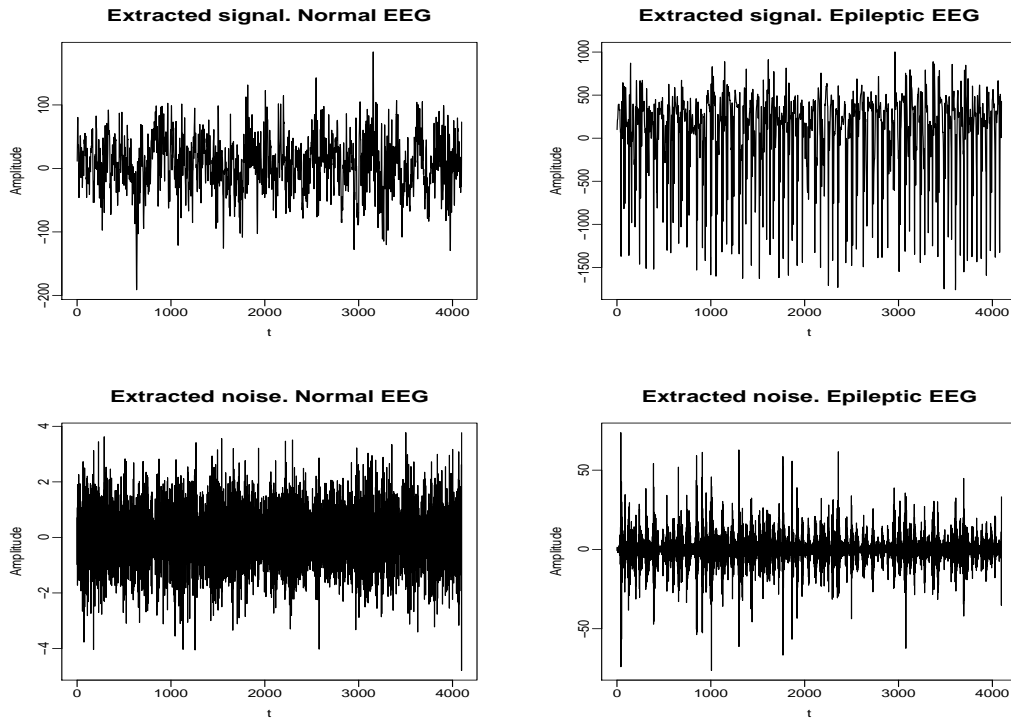 Extracted signal. Normal EEG
Amplitude
100
0
−100
−200
0 1000 2000 3000 4000
t
Extracted signal. Epileptic EEG
Amplitude
1000
500
0
−500
−1000
−1500
0 1000 2000 3000 4000
t
Extracted noise. Normal EEG
Amplitude
4
2
0
−2
−4
0 1000 2000 3000 4000
t
Extracted noise. Epileptic EEG
Amplitude
50
0
−50
0 1000 2000 3000 4000
t